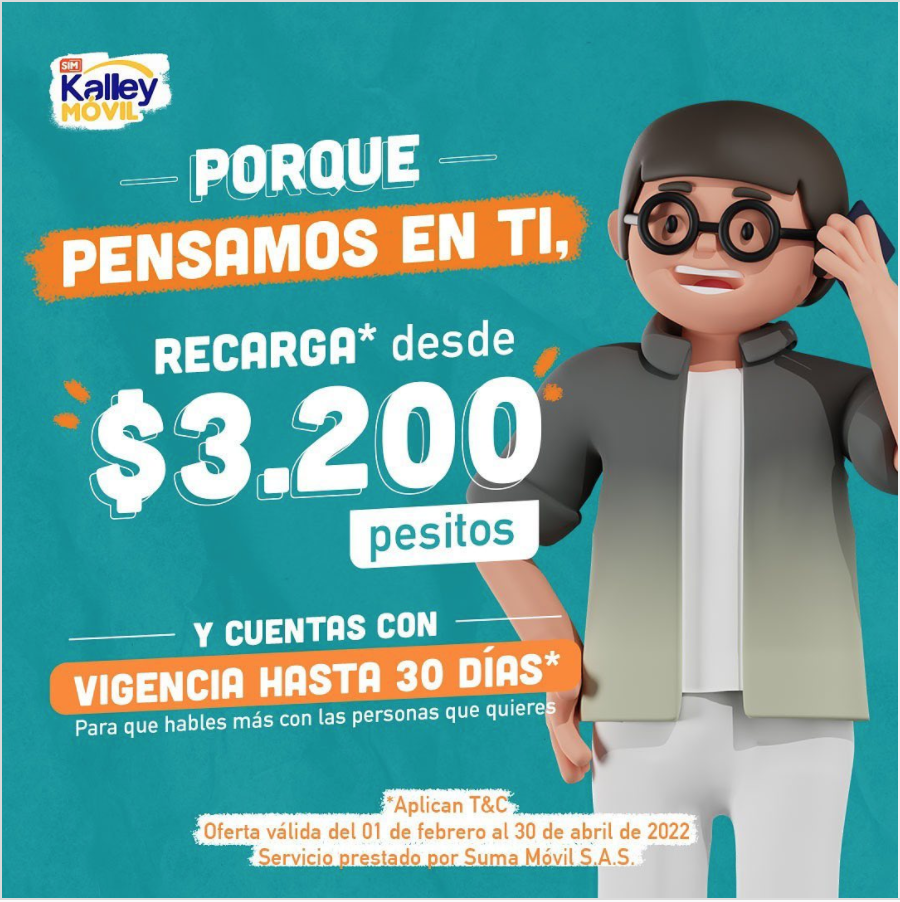 SIM
Kalley
MÓVIL
PORQUE
PENSAMOS EN TI,
RECARGA* desde
$3.200
pesitos
Y CUENTAS CON
VIGENCIA HASTA 30 DÍAS*
Para que hables más con las personas que quieres
*Aplican T&C
Oferta válida del 01 de febrero al 30 de abril de 2022
Servicio prestado por Suma Móvil S.A.S.